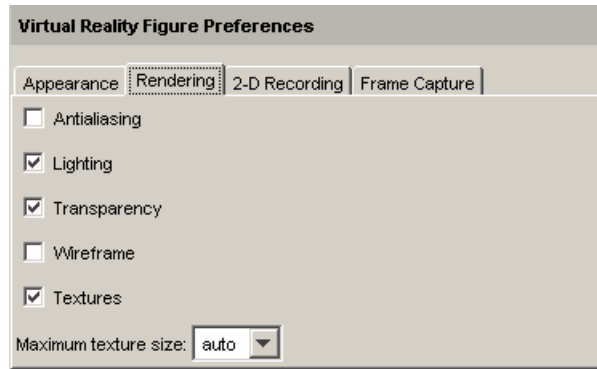 Virtual Reality Figure Preferences
Appearance Rendering 2-D Recording Frame Capture
Antialiasing
Lighting
Transparency
Wireframe
Textures
Maximum texture size: auto